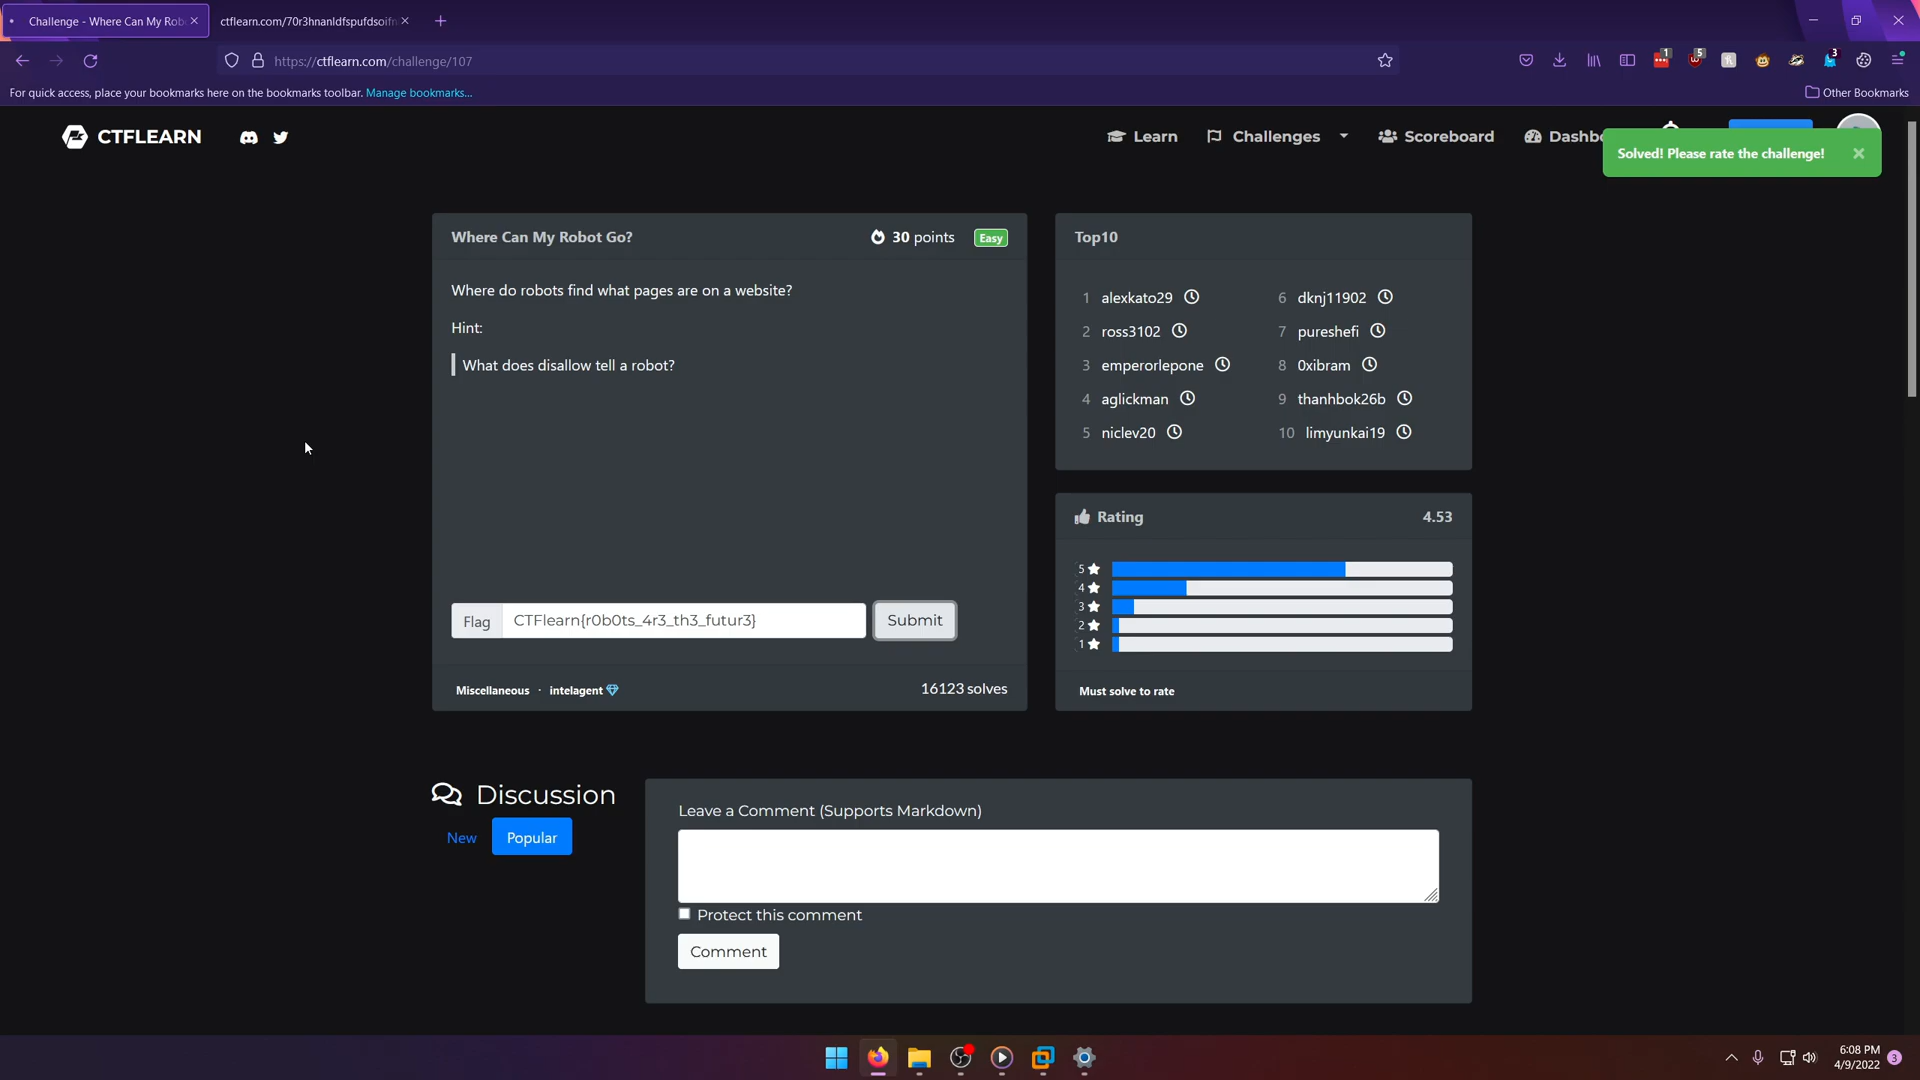 Challenge - Where Can My Rob
ctflearn.com/70r3hnanldfspufdsoifn
https://ctflearn.com/challenge/107
1
5
3
For quick access, place your bookmarks here on the bookmarks toolbar. Manage bookmarks...
Other Bookmarks
CTFLEARN
Learn
Challenges
Scoreboard
Dashbo
Solved! Please rate the challenge!
Where Can My Robot Go?
30 points
Easy
Where do robots find what pages are on a website?
Hint:
What does disallow tell a robot?
Flag
CTFlearn{r0b0ts_4r3_th3_futur3}
Submit
Miscellaneous · intelagent
16123 solves
Top10
1 alexkato29
2 ross3102
3 emperorlepone
4 aglickman
5 niclev20
6 dknj11902
7 pureshefi
8 0xibram
9 thanhbok26b
10 limyunkai19
Rating
4.53
5
4
3
2
1
Must solve to rate
Discussion
New
Popular
Leave a Comment (Supports Markdown)
Protect this comment
Comment
6:08 PM
4/9/2022
3